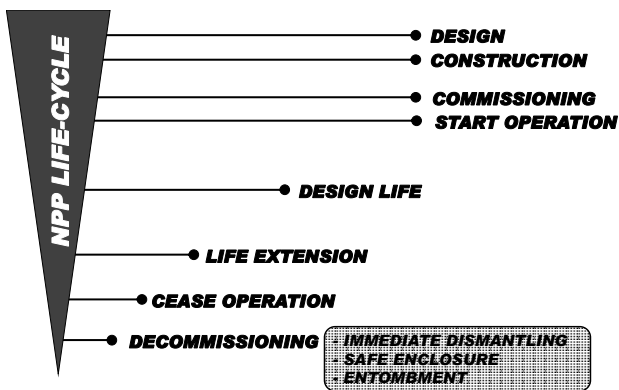 NPP LIFE-CYCLE
DESIGN
CONSTRUCTION
COMMISSIONING
START OPERATION
DESIGN LIFE
LIFE EXTENSION
CEASE OPERATION
DECOMMISSIONING
- IMMEDIATE DISMANTLING
- SAFE ENCLOSURE
- ENTOMBMENT